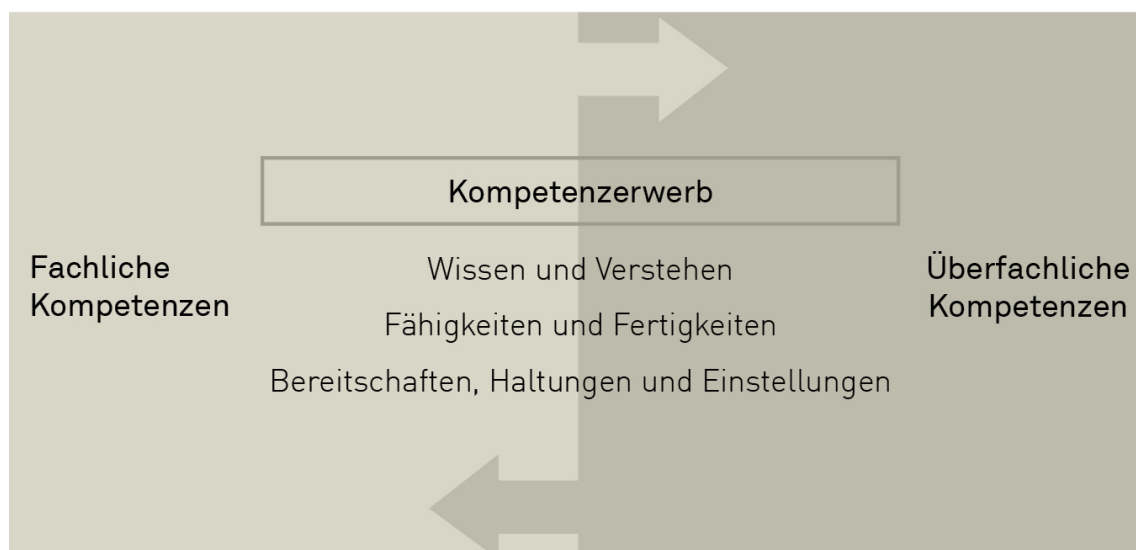 Kompetenzerwerb
Fachliche
Kompetenzen
Wissen und Verstehen
Fähigkeiten und Fertigkeiten
Bereitschaften, Haltungen und Einstellungen
Überfachliche
Kompetenzen